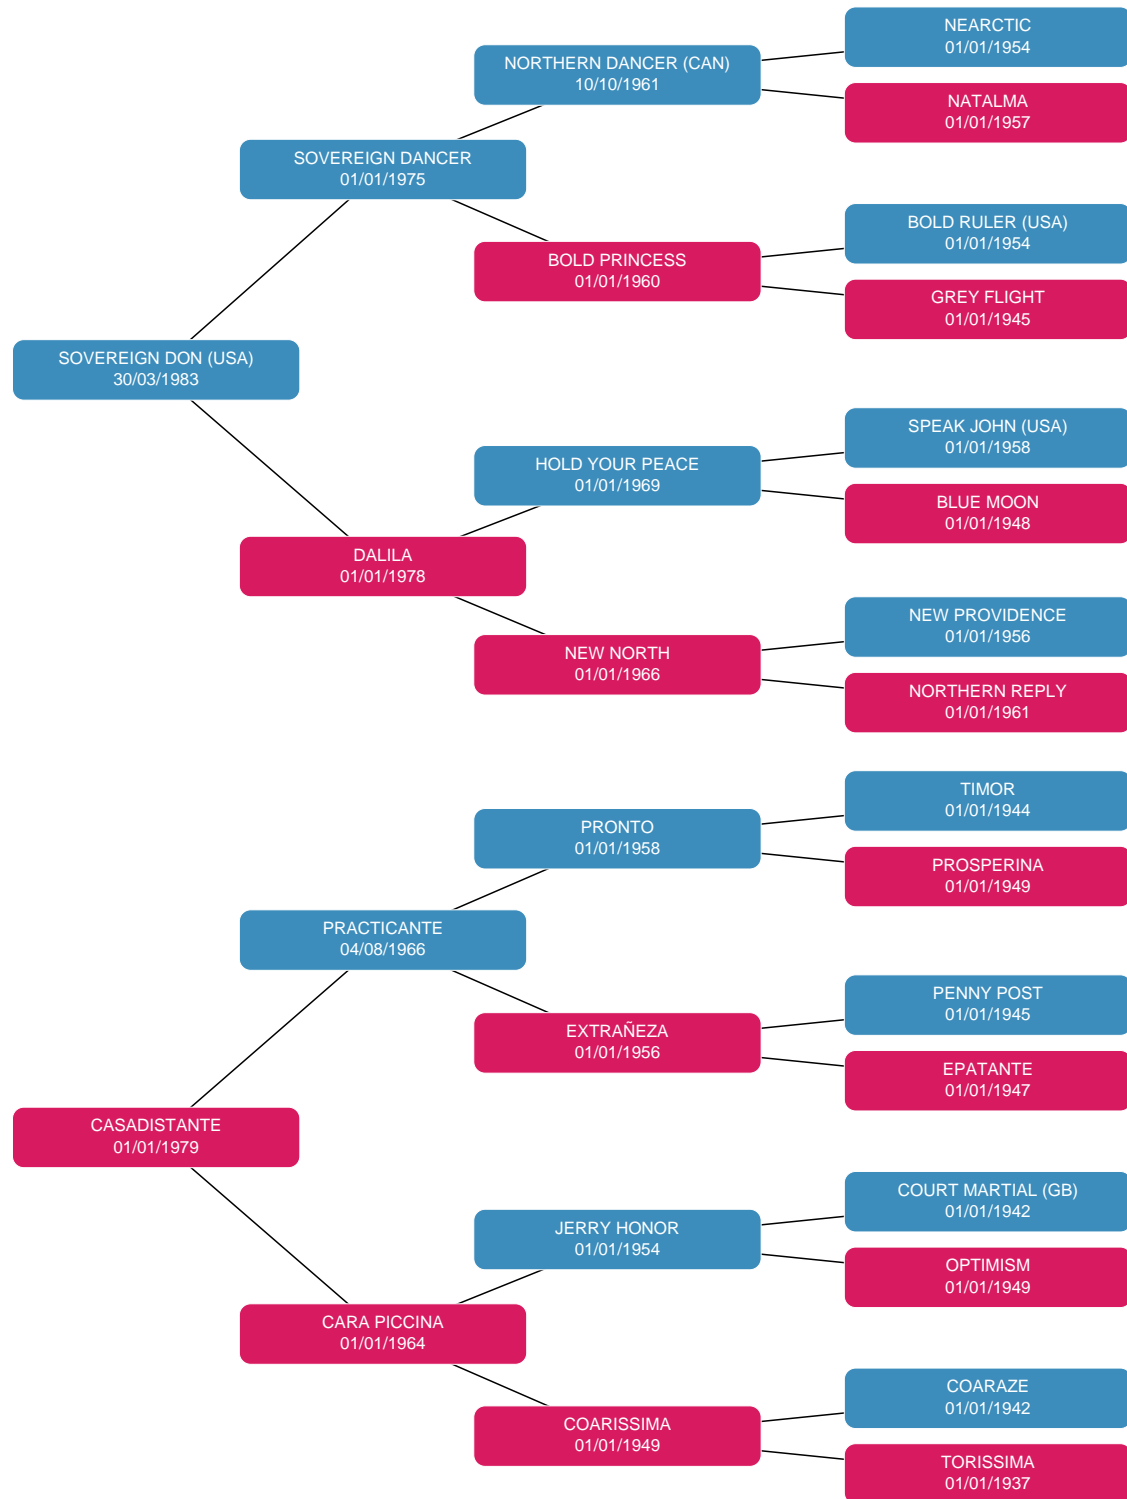 NEARCTIC
01/01/1954
NORTHERN DANCER (CAN)
10/10/1961
NATALMA
01/01/1957
SOVEREIGN DANCER
01/01/1975
BOLD RULER (USA)
01/01/1954
BOLD PRINCESS
01/01/1960
GREY FLIGHT
01/01/1945
SOVEREIGN DON (USA)
30/03/1983
SPEAK JOHN (USA)
01/01/1958
HOLD YOUR PEACE
01/01/1969
BLUE MOON
01/01/1948
DALILA
01/01/1978
NEW PROVIDENCE
01/01/1956
NEW NORTH
01/01/1966
NORTHERN REPLY
01/01/1961
TIMOR
01/01/1944
PRONTO
01/01/1958
PROSPERINA
01/01/1949
PRACTICANTE
04/08/1966
PENNY POST
01/01/1945
EXTRAÑEZA
01/01/1956
EPATANTE
01/01/1947
CASADISTANTE
01/01/1979
COURT MARTIAL (GB)
01/01/1942
JERRY HONOR
01/01/1954
OPTIMISM
01/01/1949
CARA PICCINA
01/01/1964
COARAZE
01/01/1942
COARISSIMA
01/01/1949
TORISSIMA
01/01/1937